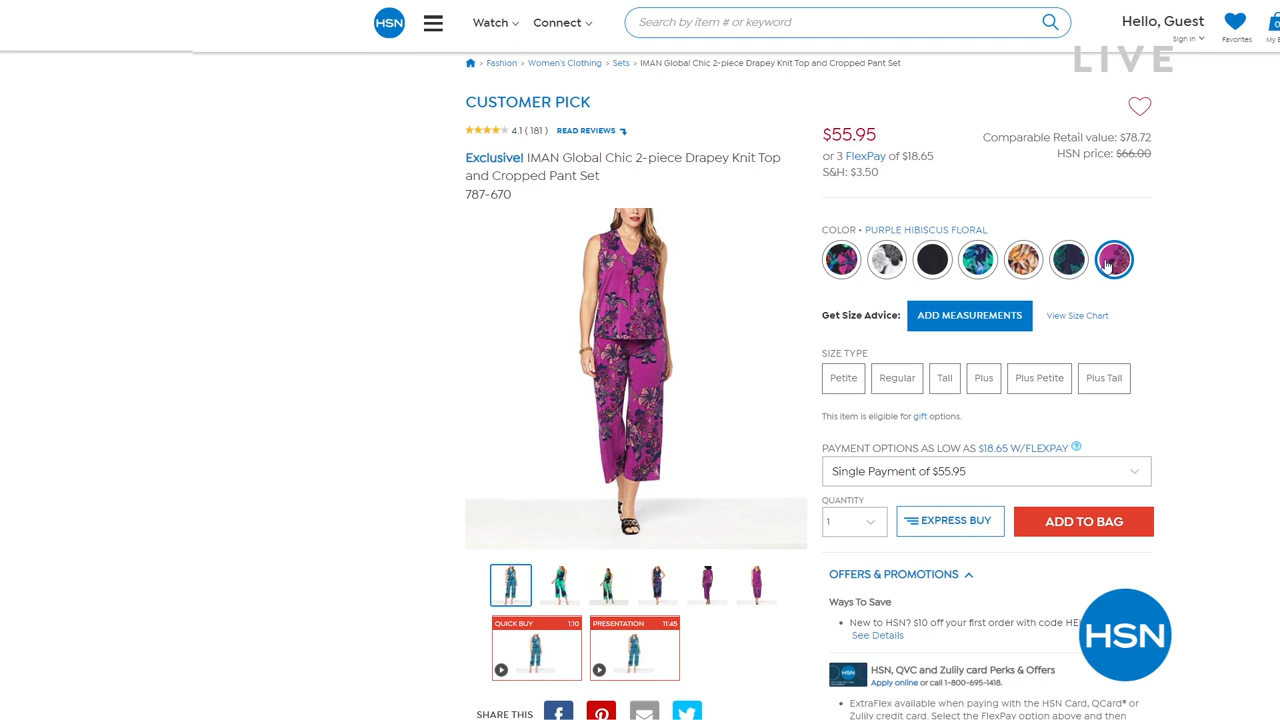 HSN
Watch
Connect
Search by item # or keyword
Hello, Guest
Sign In
Favorites
0
LIVE
> Fashion > Women's Clothing > Sets > IMAN Global Chic 2-piece Drapey Knit Top and Cropped Pant Set
CUSTOMER PICK
4.1 ( 181 ) READ REVIEWS
Exclusive! IMAN Global Chic 2-piece Drapey Knit Top
and Cropped Pant Set
787-670
$55.95
or 3 FlexPay of $18.65
S&H: $3.50
Comparable Retail value: $78.72
HSN price: $66.00
COLOR • PURPLE HIBISCUS FLORAL
Get Size Advice: ADD MEASUREMENTS View Size Chart
SIZE TYPE
Petite Regular Tall Plus Plus Petite Plus Tall
This item is eligible for gift options.
PAYMENT OPTIONS AS LOW AS $18.65 W/FLEXPAY ?
Single Payment of $55.95
QUANTITY
1 EXPRESS BUY ADD TO BAG
QUICK BUY 1:10
PRESENTATION 11:45
OFFERS & PROMOTIONS
Ways To Save
• New to HSN? $10 off your first order with code
See Details
HSN
HSN, QVC and Zulily card Perks & Offers
Apply online or call 1-800-695-1418.
• ExtraFlex available when paying with the HSN Card, QCard® or
Zulily credit card. Select the FlexPay option above and then
SHARE THIS